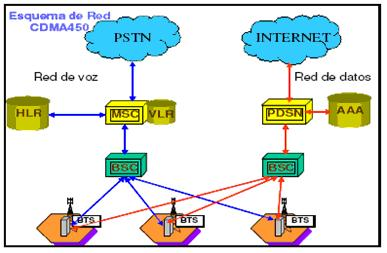 Esquema de Red
CDMA450
PSTN
INTERNET
Red de voz
Red de datos
HLR
MSC
VLR
PDSN
AAA
BSC
BSC
BTS
BTS
BTS